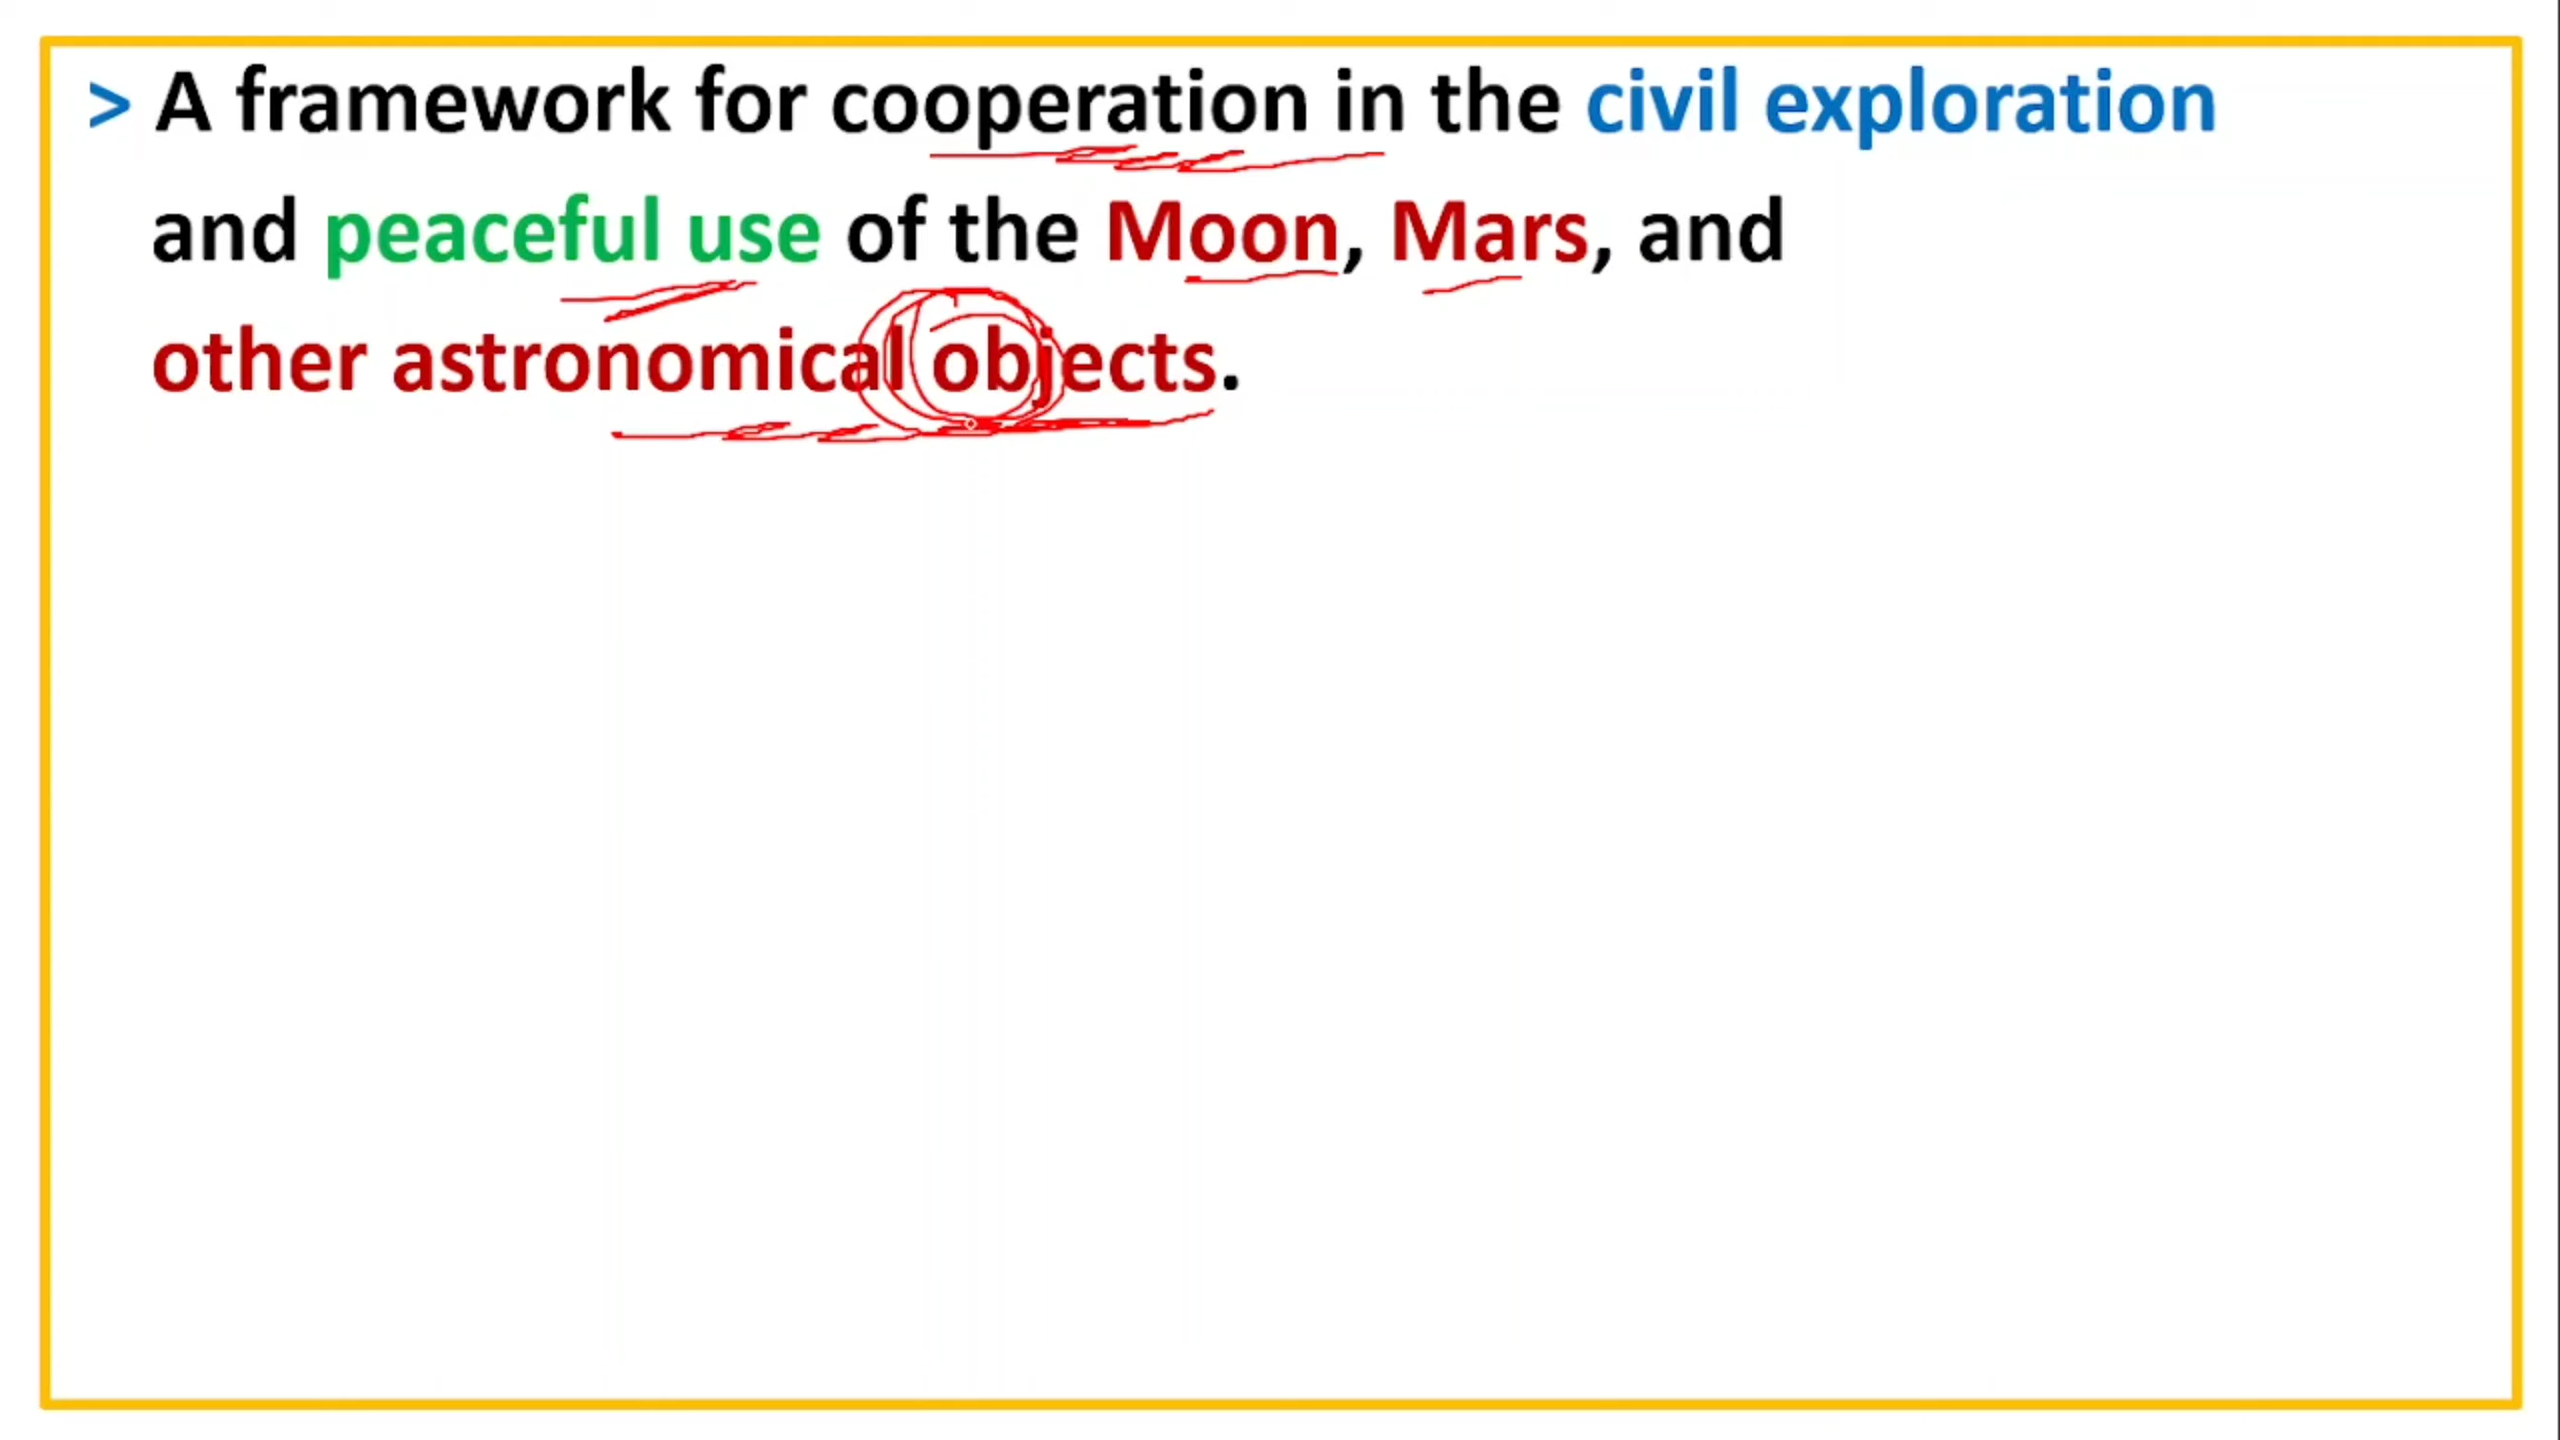 > A framework for cooperation in the civil exploration
and peaceful use of the Moon, Mars, and
other astronomical objects.